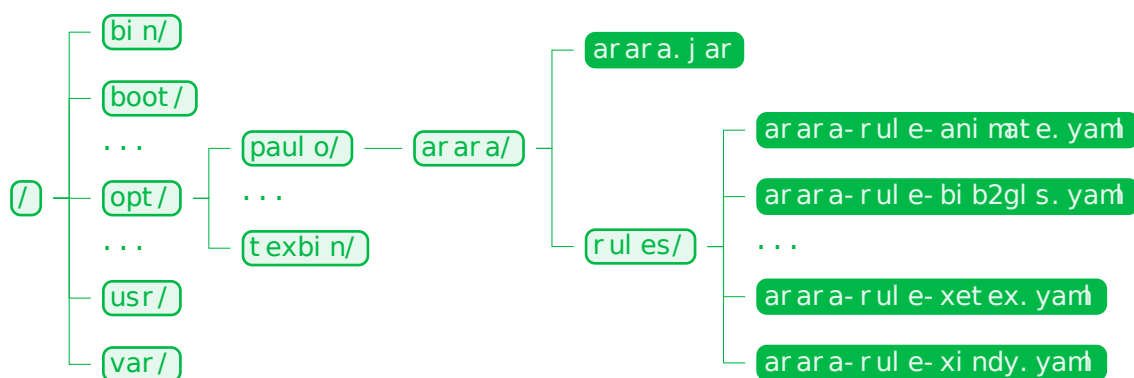 /
bin/
boot/
...
opt/
...
usr/
var/
paulo/
...
texbin/
arara/
arara.jar
rules/
arara-rule-animate.yaml
arara-rule-bib2gls.yaml
...
arara-rule-xetex.yaml
arara-rule-xindy.yaml